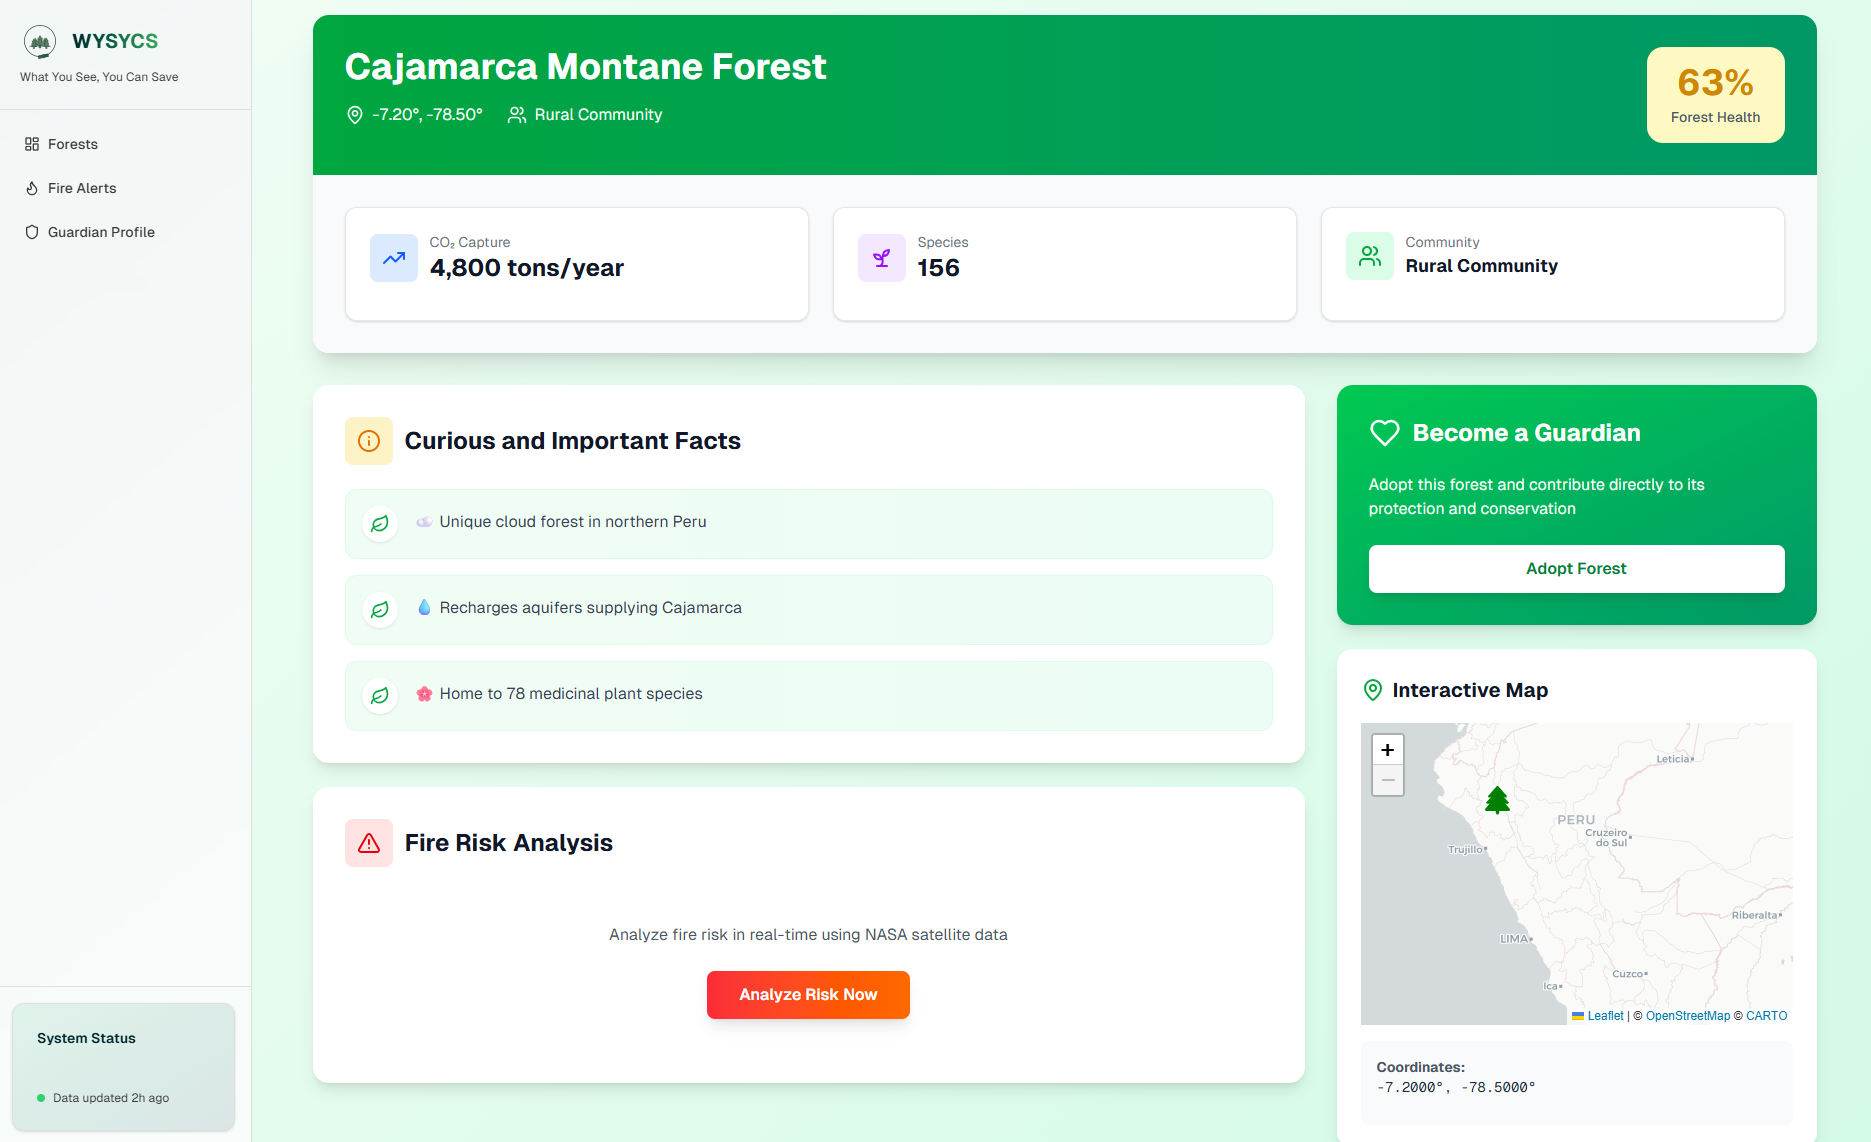 WYSYCS
What You See, You Can Save
Forests
Fire Alerts
Guardian Profile
System Status
Data updated 2h ago
Cajamarca Montane Forest
-7.20°, -78.50°
Rural Community
63%
Forest Health
CO₂ Capture
4,800 tons/year
Species
156
Community
Rural Community
Curious and Important Facts
Unique cloud forest in northern Peru
Recharges aquifers supplying Cajamarca
Home to 78 medicinal plant species
Fire Risk Analysis
Analyze fire risk in real-time using NASA satellite data
Analyze Risk Now
Become a Guardian
Adopt this forest and contribute directly to its
protection and conservation
Adopt Forest
Interactive Map
+
−
Leticia
PERU
Cruzeiro
do Sul
Trujillo
Riberalta
LIMA
Cuzco
Ica
Leaflet | © OpenStreetMap © CARTO
Coordinates:
-7.2000°, -78.5000°